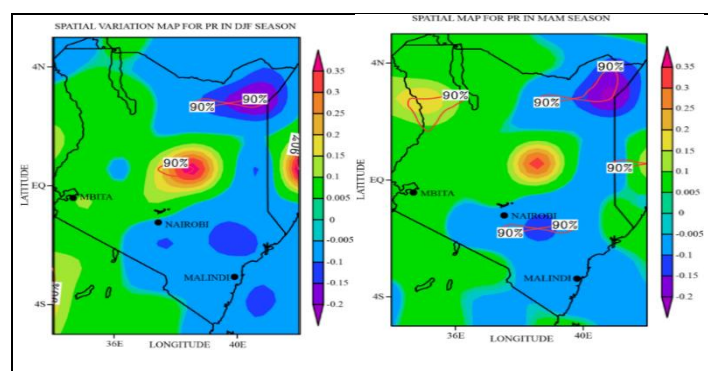 SPATIAL VARIATION MAP FOR PR IN DJF SEASON
4N
EQ
4S
LATITUDE
36E
40E
LONGITUDE
90%
90%
90%
90%
90%
MBITA
NAIROBI
MALINDI
0.35
0.3
0.25
0.2
0.15
0.1
0.005
0
-0.005
-0.1
-0.15
-0.2
SPATIAL MAP FOR PR IN MAM SEASON
4N
EQ
4S
LATITUDE
36E
40E
LONGITUDE
90%
90%
90%
90%
90%
90%
MBITA
NAIROBI
MALINDI
0.35
0.3
0.25
0.2
0.15
0.1
0.005
0
-0.005
-0.1
-0.15
-0.2